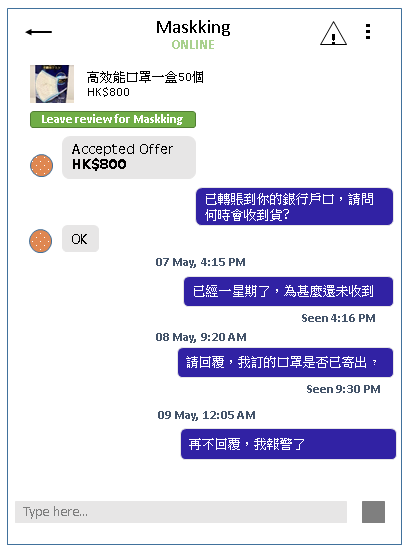 Maskking
ONLINE
高效能口罩一盒50個
HK$800
Leave review for Maskking
Accepted Offer
HK$800
已轉賬到你的銀行戶口，請問
何時會收到貨?
OK
07 May, 4:15 PM
已經一星期了，為甚麼還未收到
Seen 4:16 PM
08 May, 9:20 AM
請回覆，我訂的口罩是否已寄出，
Seen 9:30 PM
09 May, 12:05 AM
再不回覆，我報警了
Type here...